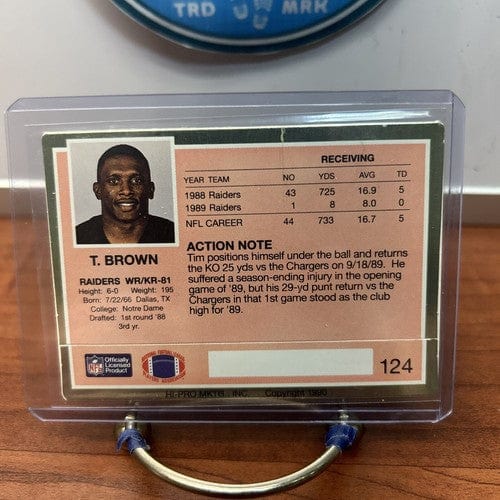 TRD MRK
RECEIVING
YEAR TEAM NO YDS AVG TD
1988 Raiders 43 725 16.9 5
1989 Raiders 1 8 8.0 0
NFL CAREER 44 733 16.7 5
T. BROWN
RAIDERS WR/KR-81
Height: 6-0 Weight: 195
Born: 7/22/66 Dallas, TX
College: Notre Dame
Drafted: 1st round '88
3rd yr.
ACTION NOTE
Tim positions himself under the ball and returns
the KO 25 yds vs the Chargers on 9/18/89. He
suffered a season-ending injury in the opening
game of '89, but his 29-yd punt return vs the
Chargers in that 1st game stood as the club
high for '89.
NFL
Officially
Licensed
Product
124
HI-PRO MKTG., INC. Copyright 1990